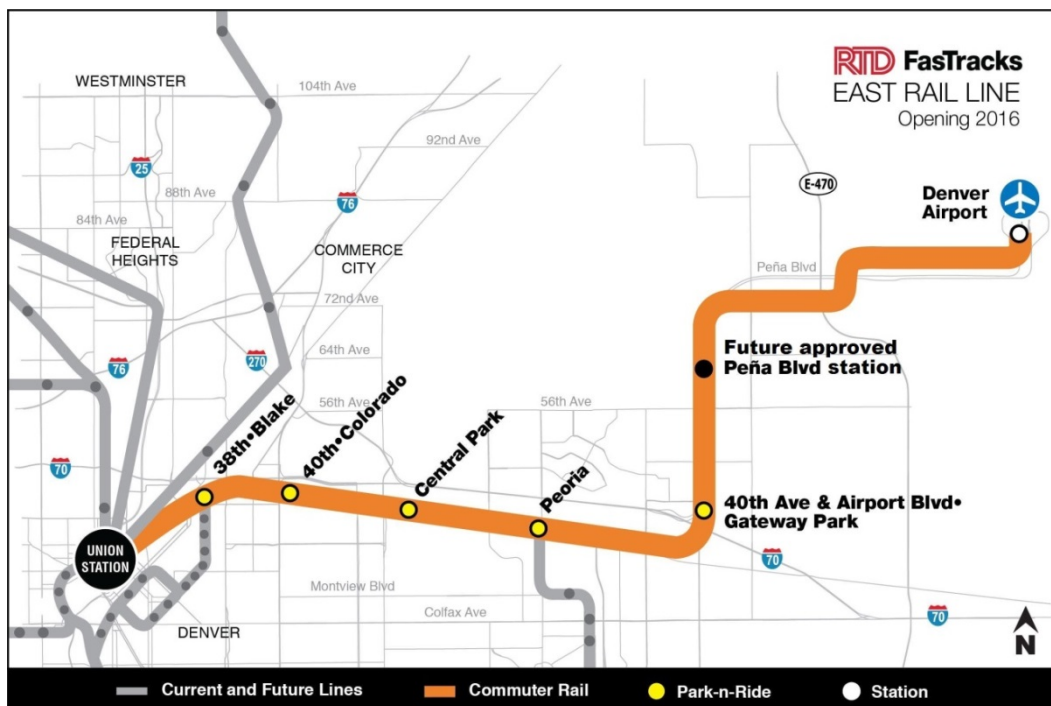 RTD FasTracks
EAST RAIL LINE
Opening 2016
WESTMINSTER
104th Ave
92nd Ave
25
88th Ave
76
E-470
Denver
Airport
84th Ave
FEDERAL
HEIGHTS
COMMERCE
CITY
Peña Blvd
72nd Ave
Future approved
Peña Blvd station
64th Ave
270
76
56th Ave
56th Ave
38th•Blake
40th•Colorado
Central Park
Peoria
70
40th Ave & Airport Blvd•
Gateway Park
UNION
STATION
70
Montview Blvd
Colfax Ave
70
DENVER
N
Current and Future Lines
Commuter Rail
Park-n-Ride
Station